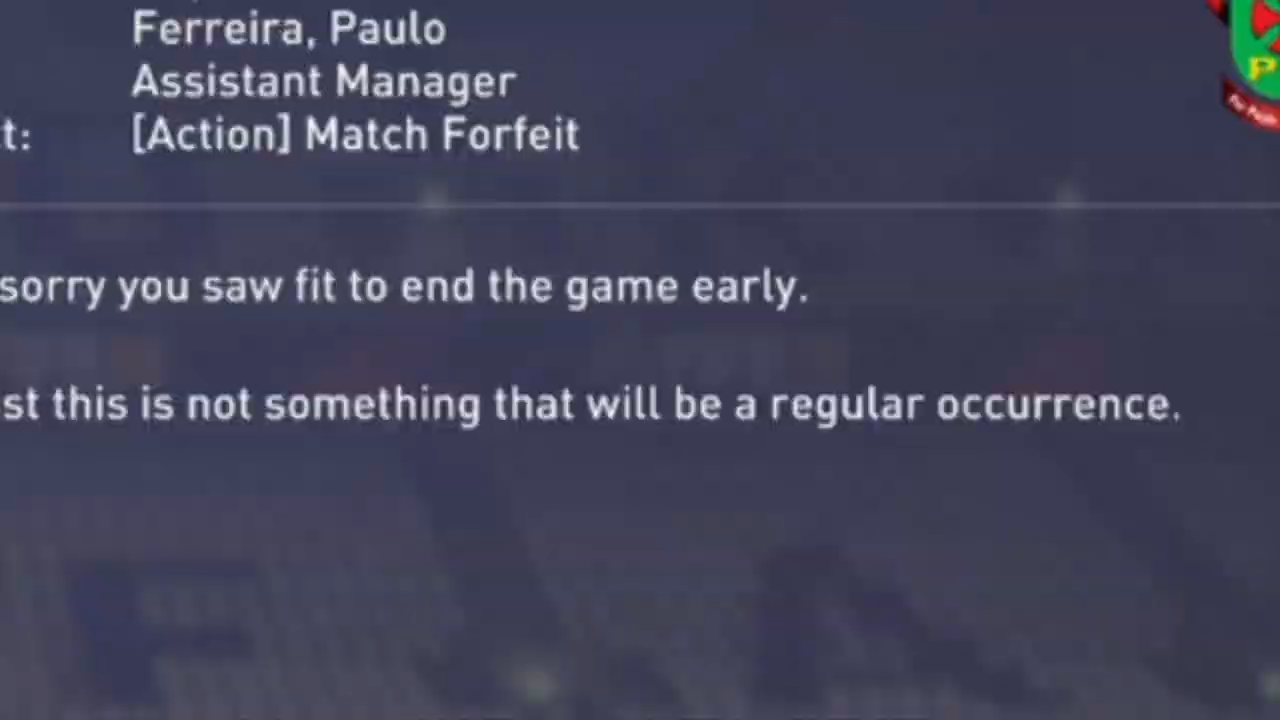 Ferreira, Paulo
Assistant Manager
t: [Action] Match Forfeit
P
sorry you saw fit to end the game early.
st this is not something that will be a regular occurrence.